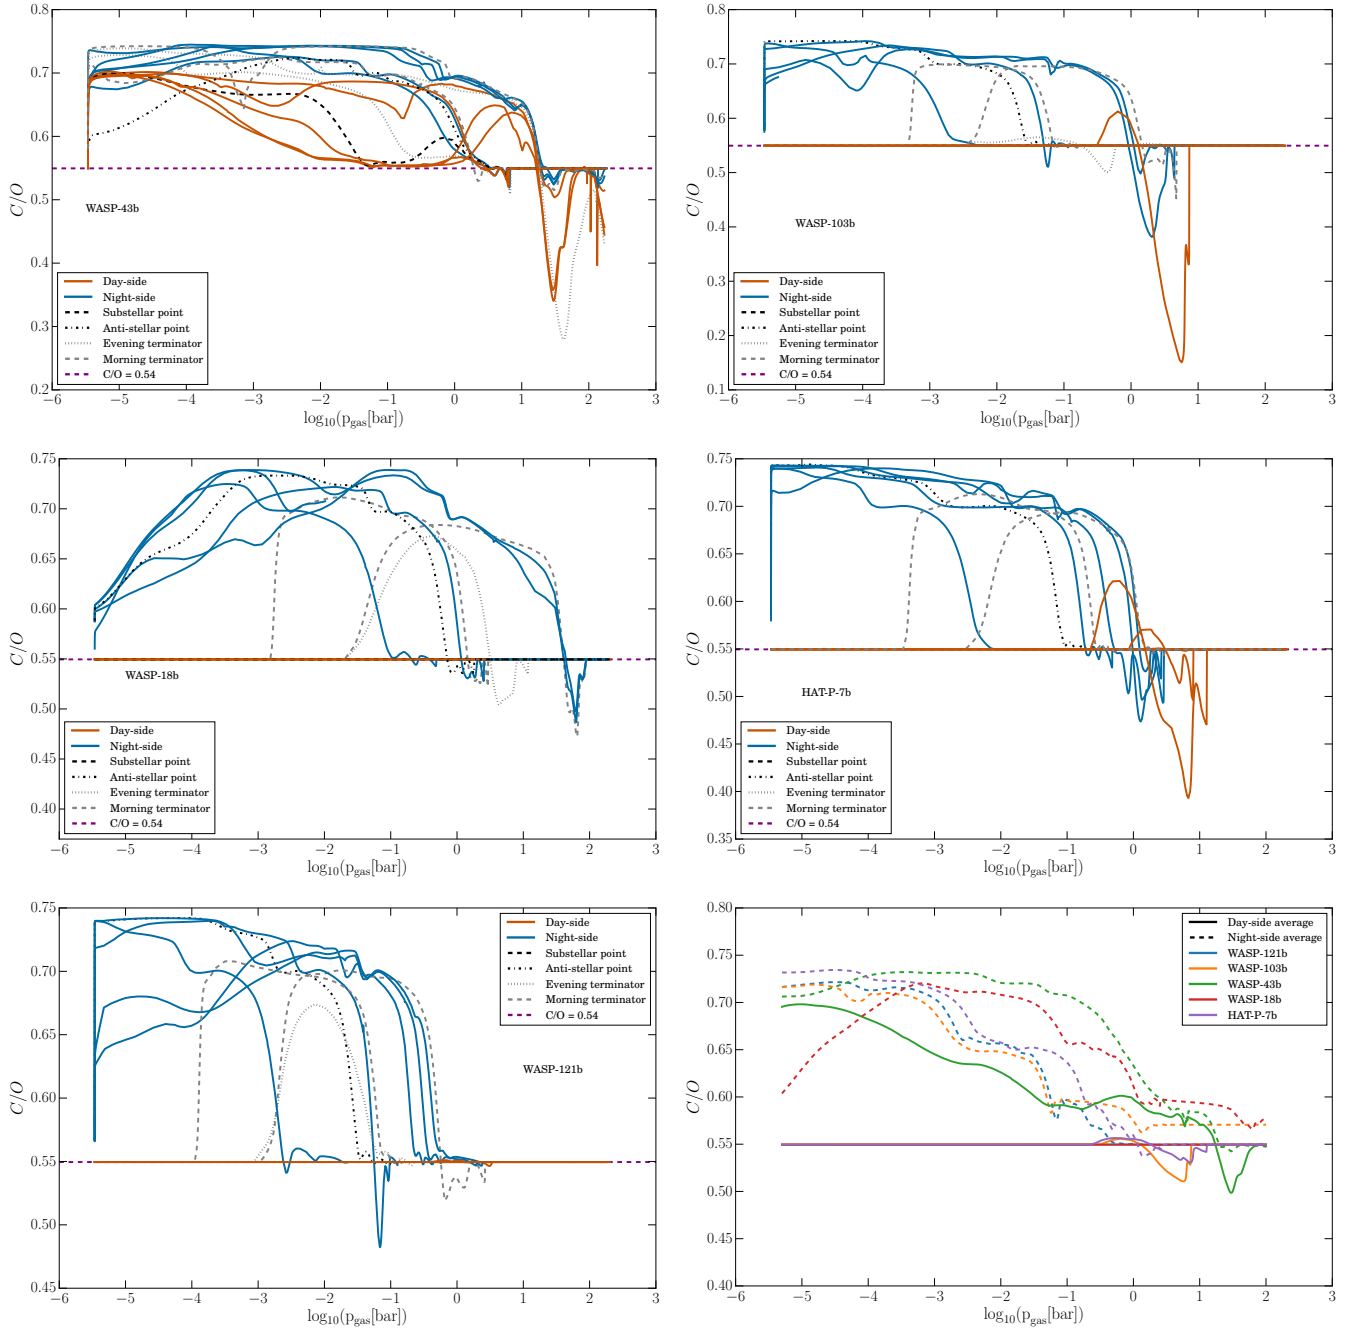 0.8
0.7
0.6
0.5
0.4
0.3
0.2
C/O
WASP-43b
Day-side
Night-side
Substellar point
Anti-stellar point
Evening terminator
Morning terminator
C/O = 0.54
−6 −5 −4 −3 −2 −1 0 1 2 3
log10(pgas[bar])
0.8
0.7
0.6
0.5
0.4
0.3
0.2
0.1
C/O
WASP-103b
Day-side
Night-side
Substellar point
Anti-stellar point
Evening terminator
Morning terminator
C/O = 0.54
−6 −5 −4 −3 −2 −1 0 1 2 3
log10(pgas[bar])
0.75
0.70
0.65
0.60
0.55
0.50
0.45
0.40
C/O
WASP-18b
Day-side
Night-side
Substellar point
Anti-stellar point
Evening terminator
Morning terminator
C/O = 0.54
−6 −5 −4 −3 −2 −1 0 1 2 3
log10(pgas[bar])
0.75
0.70
0.65
0.60
0.55
0.50
0.45
0.40
0.35
C/O
HAT-P-7b
Day-side
Night-side
Substellar point
Anti-stellar point
Evening terminator
Morning terminator
C/O = 0.54
−6 −5 −4 −3 −2 −1 0 1 2 3
log10(pgas[bar])
0.75
0.70
0.65
0.60
0.55
0.50
0.45
C/O
Day-side
Night-side
Substellar point
Anti-stellar point
Evening terminator
Morning terminator
C/O = 0.54
WASP-121b
−6 −5 −4 −3 −2 −1 0 1 2 3
log10(pgas[bar])
0.80
0.75
0.70
0.65
0.60
0.55
0.50
0.45
0.40
C/O
Day-side average
Night-side average
WASP-121b
WASP-103b
WASP-43b
WASP-18b
HAT-P-7b
−6 −5 −4 −3 −2 −1 0 1 2 3
log10(pgas[bar])